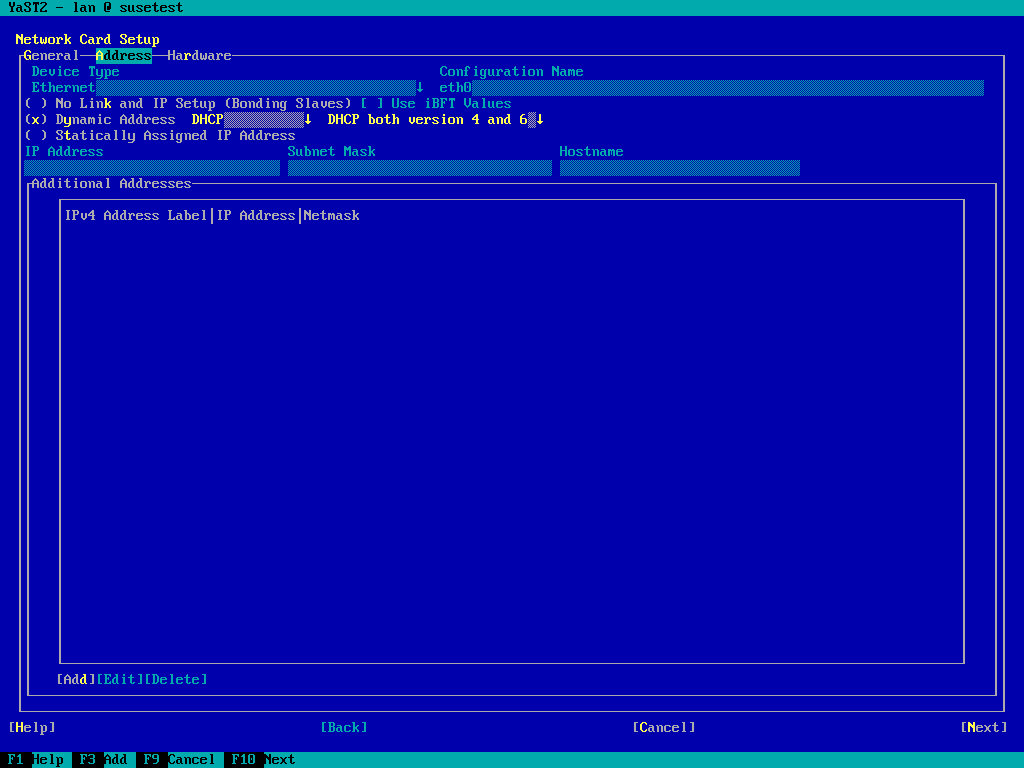 YaST2 - lan @ susetest
Network Card Setup
General Address Hardware
Device Type Configuration Name
Ethernet↓ eth0
( ) No Link and IP Setup (Bonding Slaves) [ ] Use iBFT Values
(x) Dynamic Address DHCP↓ DHCP both version 4 and 6↓
( ) Statically Assigned IP Address
IP Address Subnet Mask Hostname
Additional Addresses
IPv4 Address Label|IP Address|Netmask
[Add][Edit][Delete]
[Help] [Back] [Cancel] [Next]
F1 Help F3 Add F9 Cancel F10 Next